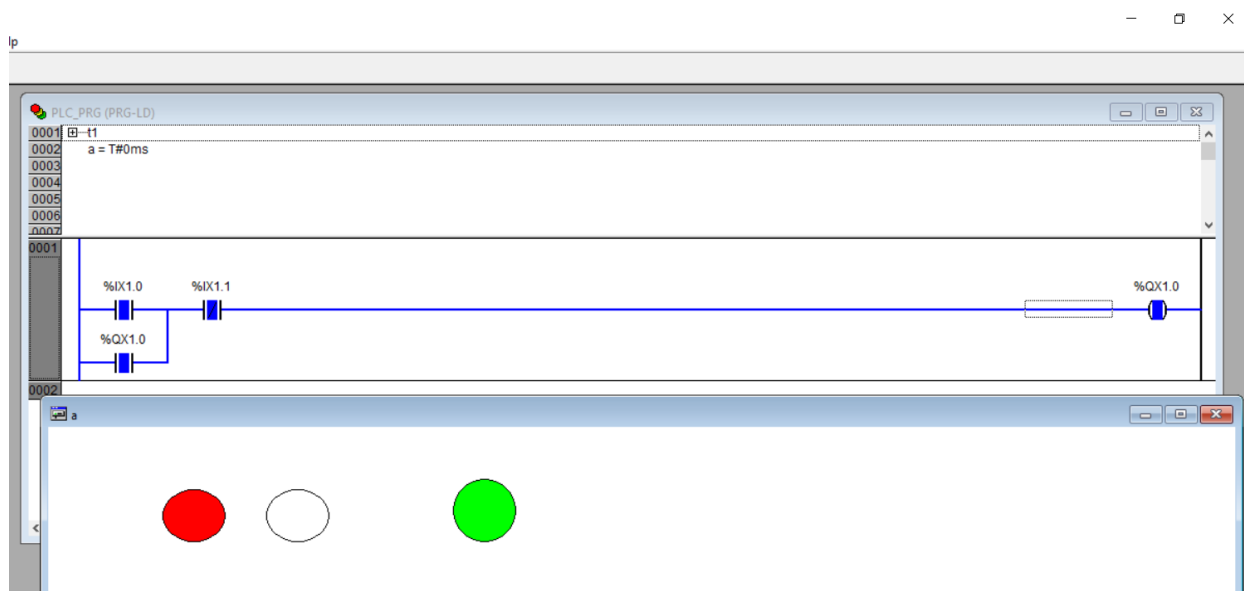 lp
PLC_PRG (PRG-LD)
0001 t1
0002 a = T#0ms
0003
0004
0005
0006
0007
0001
%IX1.0 %IX1.1 %QX1.0
%QX1.0
0002
a